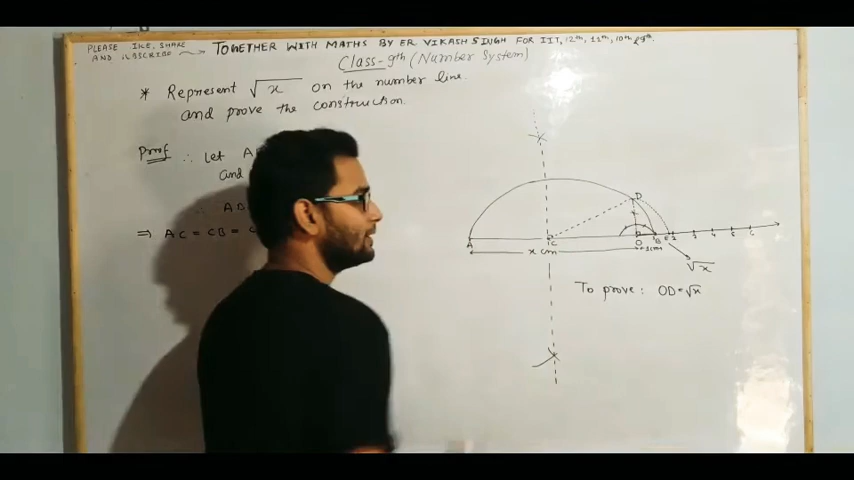 PLEASE LIKE, SHARE
AND SUBSCRIBE
TOGETHER WITH MATHS BY ER VIKASH SINGH FOR IIT, 12th, 11th, 10th & 9th.
Class-9th (Number System)
* Represent √x on the number line.
and prove the construction.
Proof ∴ Let A
and
∴ AB
⇒ AC = CB =
D
A C O B E 2 3 4 5 6
x cm 1cm
√x
To prove: OD=√x